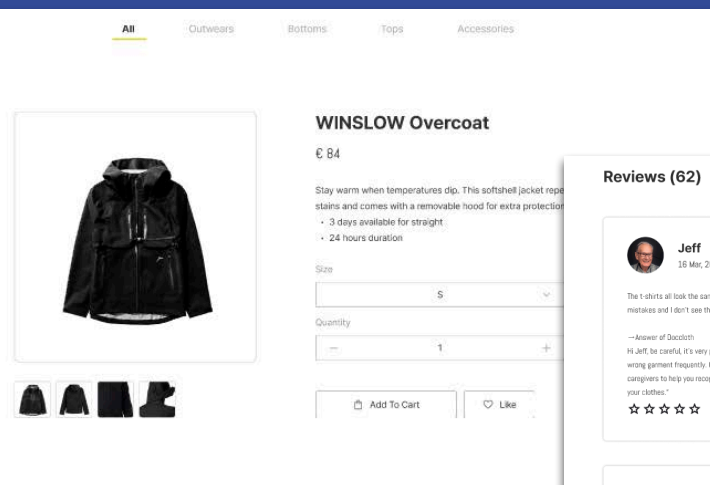 All
Outwears
Bottoms
Tops
Accessories
WINSLOW Overcoat
€ 84
Stay warm when temperatures dip. This softshell jacket repe
stains and comes with a removable hood for extra protection
• 3 days available for straight
• 24 hours duration
Size
S
Quantity
1
Add To Cart
Like
Reviews (62)
Jeff
16 Mar, 2
The t-shirts all look the sam
mistakes and I don't see th
—Answer of Doccloth
Hi Jeff, be careful, it's very
wrong garment frequently.
caregivers to help you recog
your clothes."